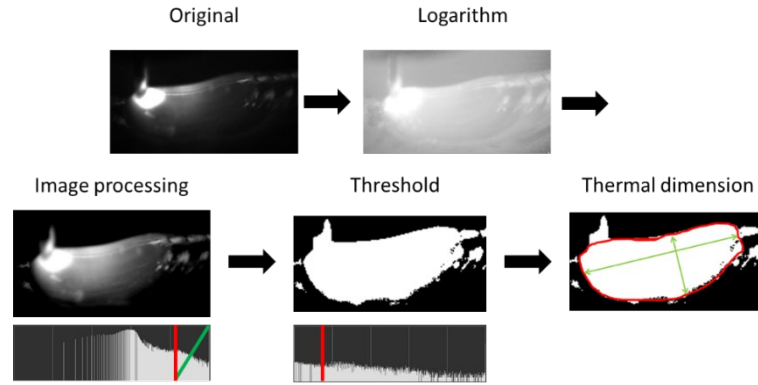 Original
Logarithm
Image processing
Threshold
Thermal dimension